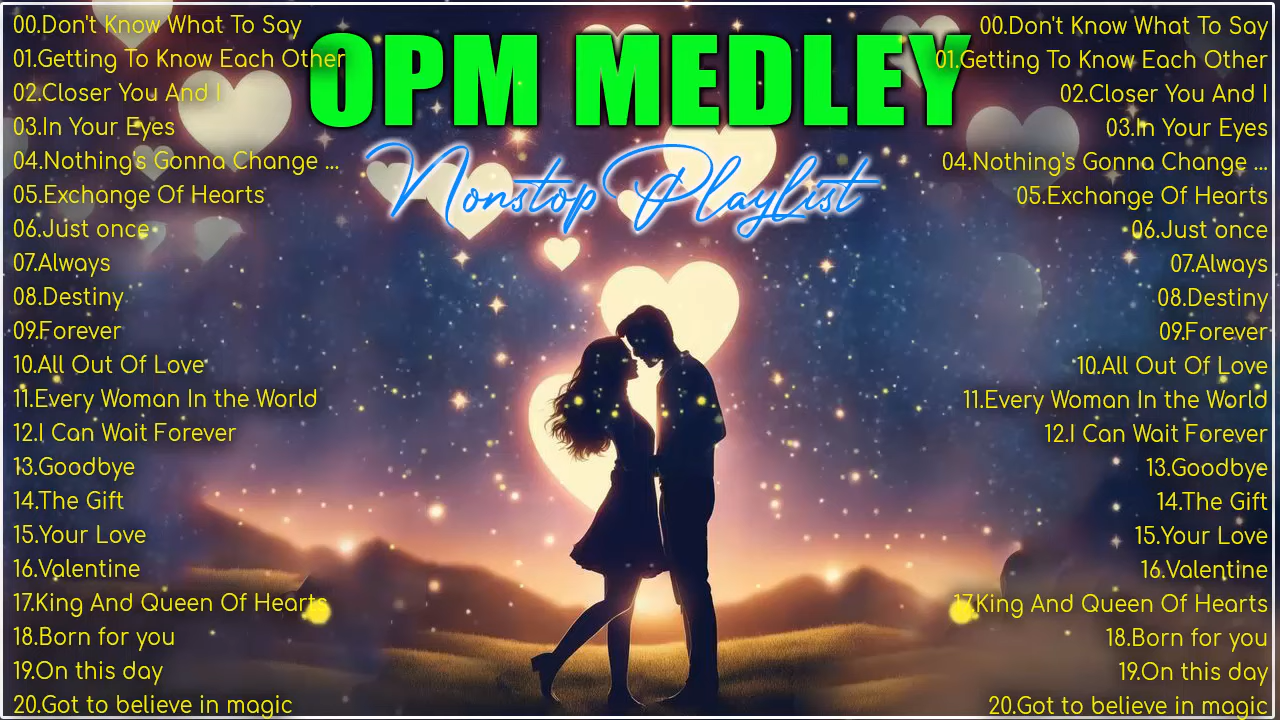 OPM MEDLEY
Nonstop Playlist
00.Don't Know What To Say
01.Getting To Know Each Other
02.Closer You And I
03.In Your Eyes
04.Nothing's Gonna Change ...
05.Exchange Of Hearts
06.Just once
07.Always
08.Destiny
09.Forever
10.All Out Of Love
11.Every Woman In the World
12.I Can Wait Forever
13.Goodbye
14.The Gift
15.Your Love
16.Valentine
17.King And Queen Of Hearts
18.Born for you
19.On this day
20.Got to believe in magic
00.Don't Know What To Say
01.Getting To Know Each Other
02.Closer You And I
03.In Your Eyes
04.Nothing's Gonna Change ...
05.Exchange Of Hearts
06.Just once
07.Always
08.Destiny
09.Forever
10.All Out Of Love
11.Every Woman In the World
12.I Can Wait Forever
13.Goodbye
14.The Gift
15.Your Love
16.Valentine
17.King And Queen Of Hearts
18.Born for you
19.On this day
20.Got to believe in magic